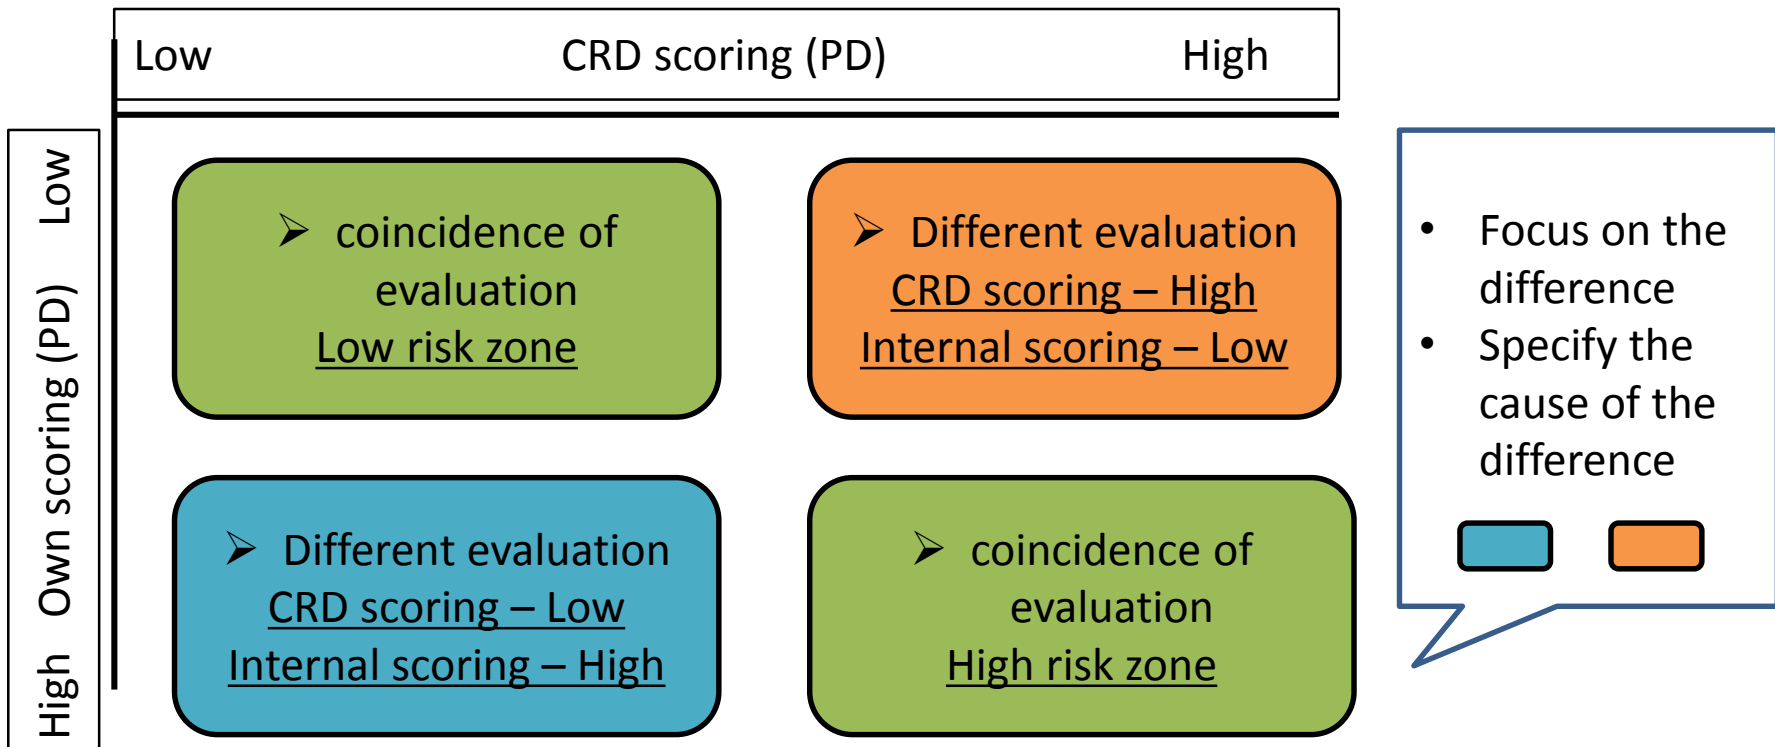 Low CRD scoring (PD) High
High Own scoring (PD) Low
➢ coincidence of
evaluation
Low risk zone
➢ Different evaluation
CRD scoring – High
Internal scoring – Low
➢ Different evaluation
CRD scoring – Low
Internal scoring – High
➢ coincidence of
evaluation
High risk zone
• Focus on the
difference
• Specify the
cause of the
difference